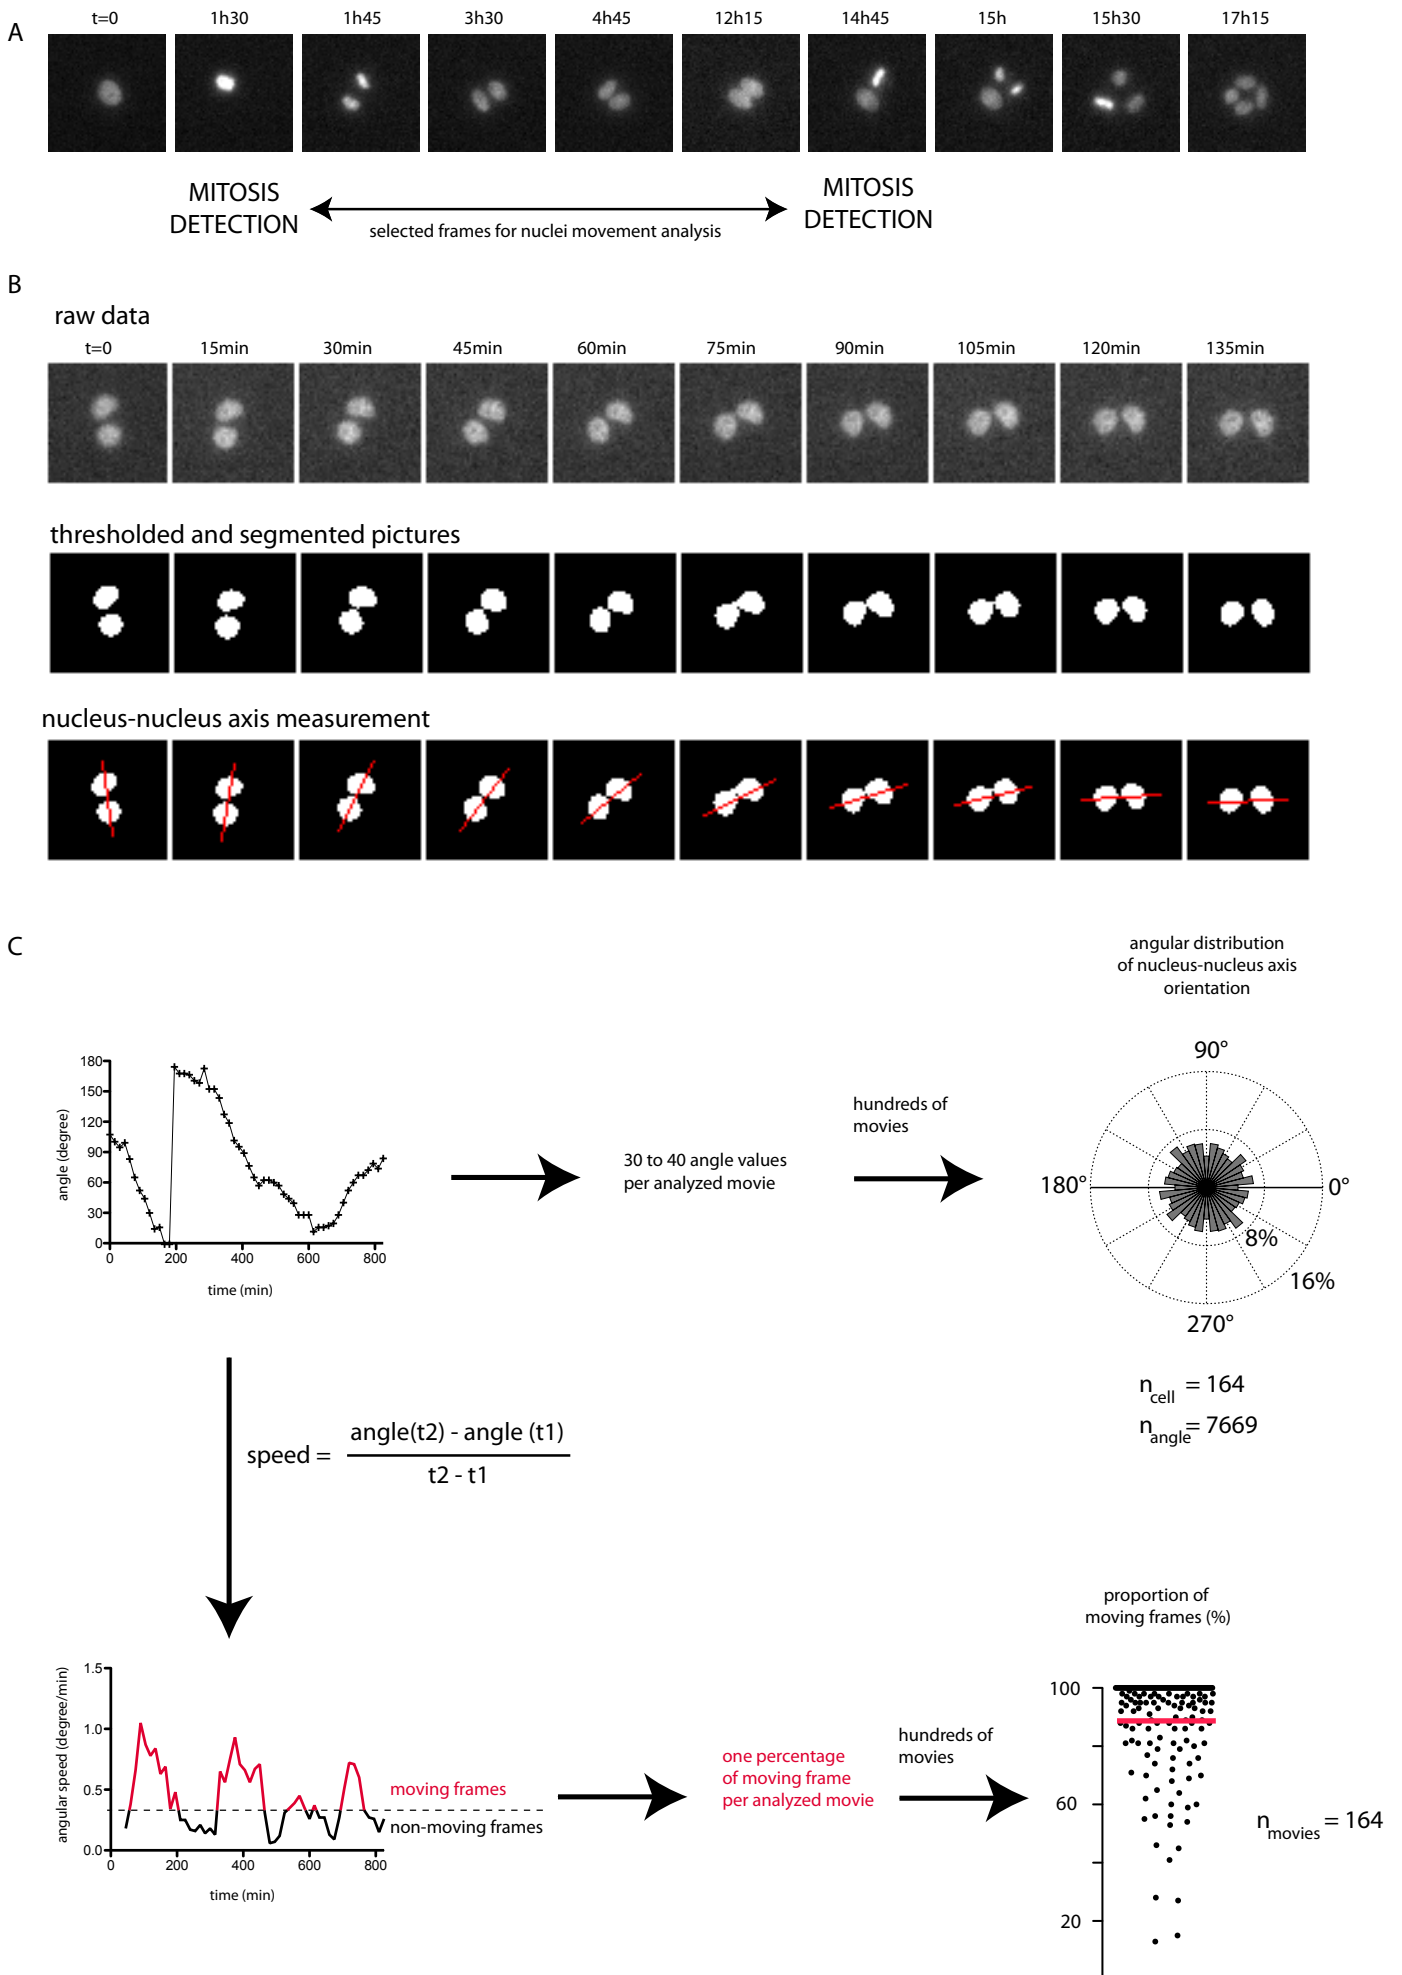 A
t=0 1h30 1h45 3h30 4h45 12h15 14h45 15h 15h30 17h15
MITOSIS
DETECTION
selected frames for nuclei movement analysis
MITOSIS
DETECTION
B
raw data
t=0 15min 30min 45min 60min 75min 90min 105min 120min 135min
thresholded and segmented pictures
nucleus-nucleus axis measurement
C
angular distribution
of nucleus-nucleus axis
orientation
180
150
120
90
60
30
0
angle (degree)
0 200 400 600 800
time (min)
30 to 40 angle values
per analyzed movie
hundreds of
movies
90°
180°
0°
8%
16%
270°
ncell = 164
nangle= 7669
speed = angle(t2) - angle (t1)
t2 - t1
proportion of
moving frames (%)
1.5
1.0
0.5
0.0
angular speed (degree/min)
moving frames
non-moving frames
0 200 400 600 800
time (min)
one percentage
of moving frame
per analyzed movie
hundreds of
movies
100
60
20
nmovies = 164